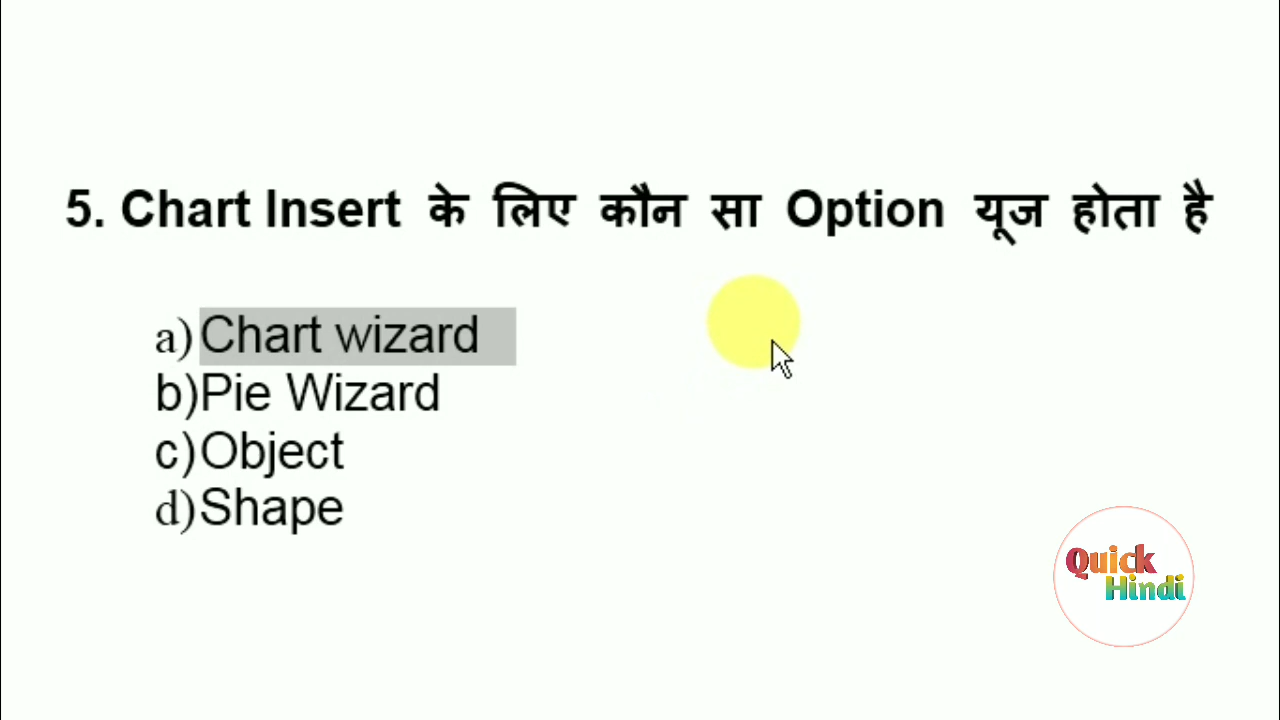 5. Chart Insert के लिए कौन सा Option यूज होता है
a) Chart wizard
b) Pie Wizard
c) Object
d) Shape
Quick
Hindi